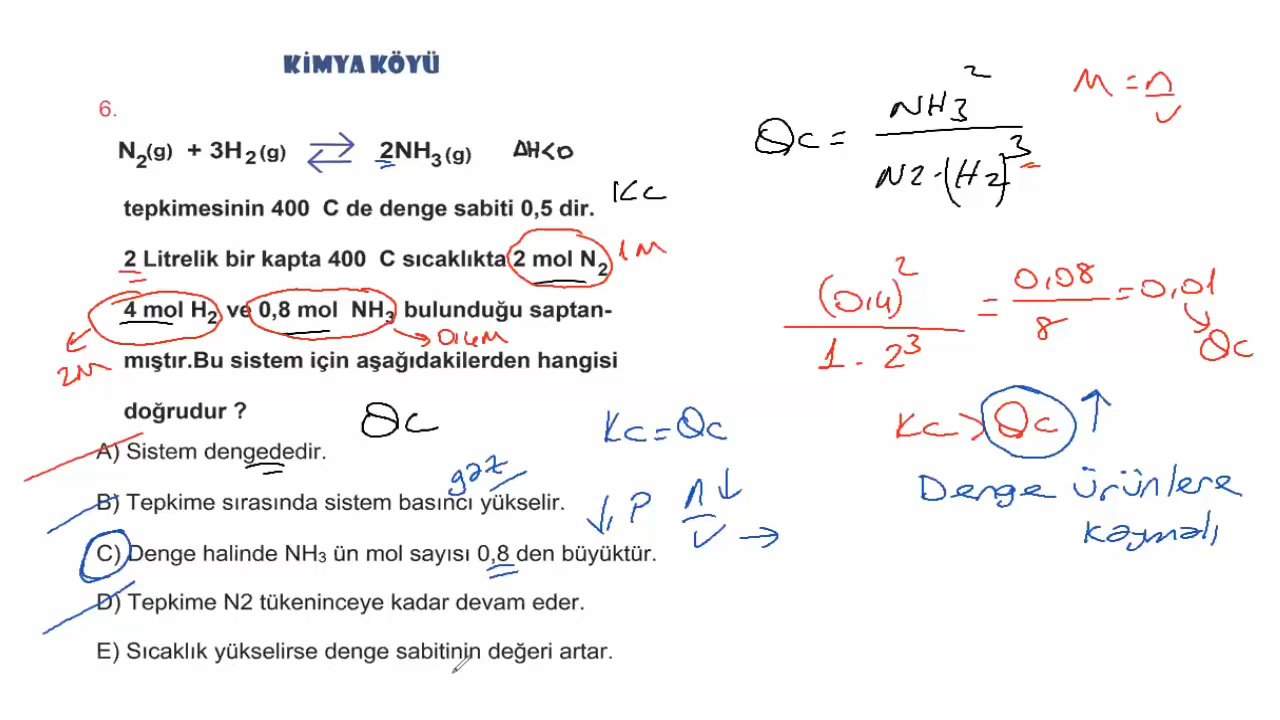 KİMYA KÖYÜ
6.
N2(g) + 3H2(g) ⇌ 2NH3(g) ΔH<0
tepkimesinin 400 C de denge sabiti 0,5 dir. Kc
2 Litrelik bir kapta 400 C sıcaklıkta 2 mol N2 1M
4 mol H2 ve 0,8 mol NH3 bulunduğu saptan-
2M
0,4M
mıştır.Bu sistem için aşağıdakilerden hangisi
doğrudur ?
Qc
A) Sistem dengededir.
gaz
B) Tepkime sırasında sistem basıncı yükselir.
C) Denge halinde NH3 ün mol sayısı 0,8 den büyüktür.
D) Tepkime N2 tükeninceye kadar devam eder.
E) Sıcaklık yükselirse denge sabitinin değeri artar.
Kc = Qc
↓, P n↓
v →
Qc = NH3²
N2 · (H2)³
M = n
v
(0,4)² = 0,08 = 0,01
1 . 2³ 8
Qc
Kc > Qc ↑
Denge ürünlere
kaymalı